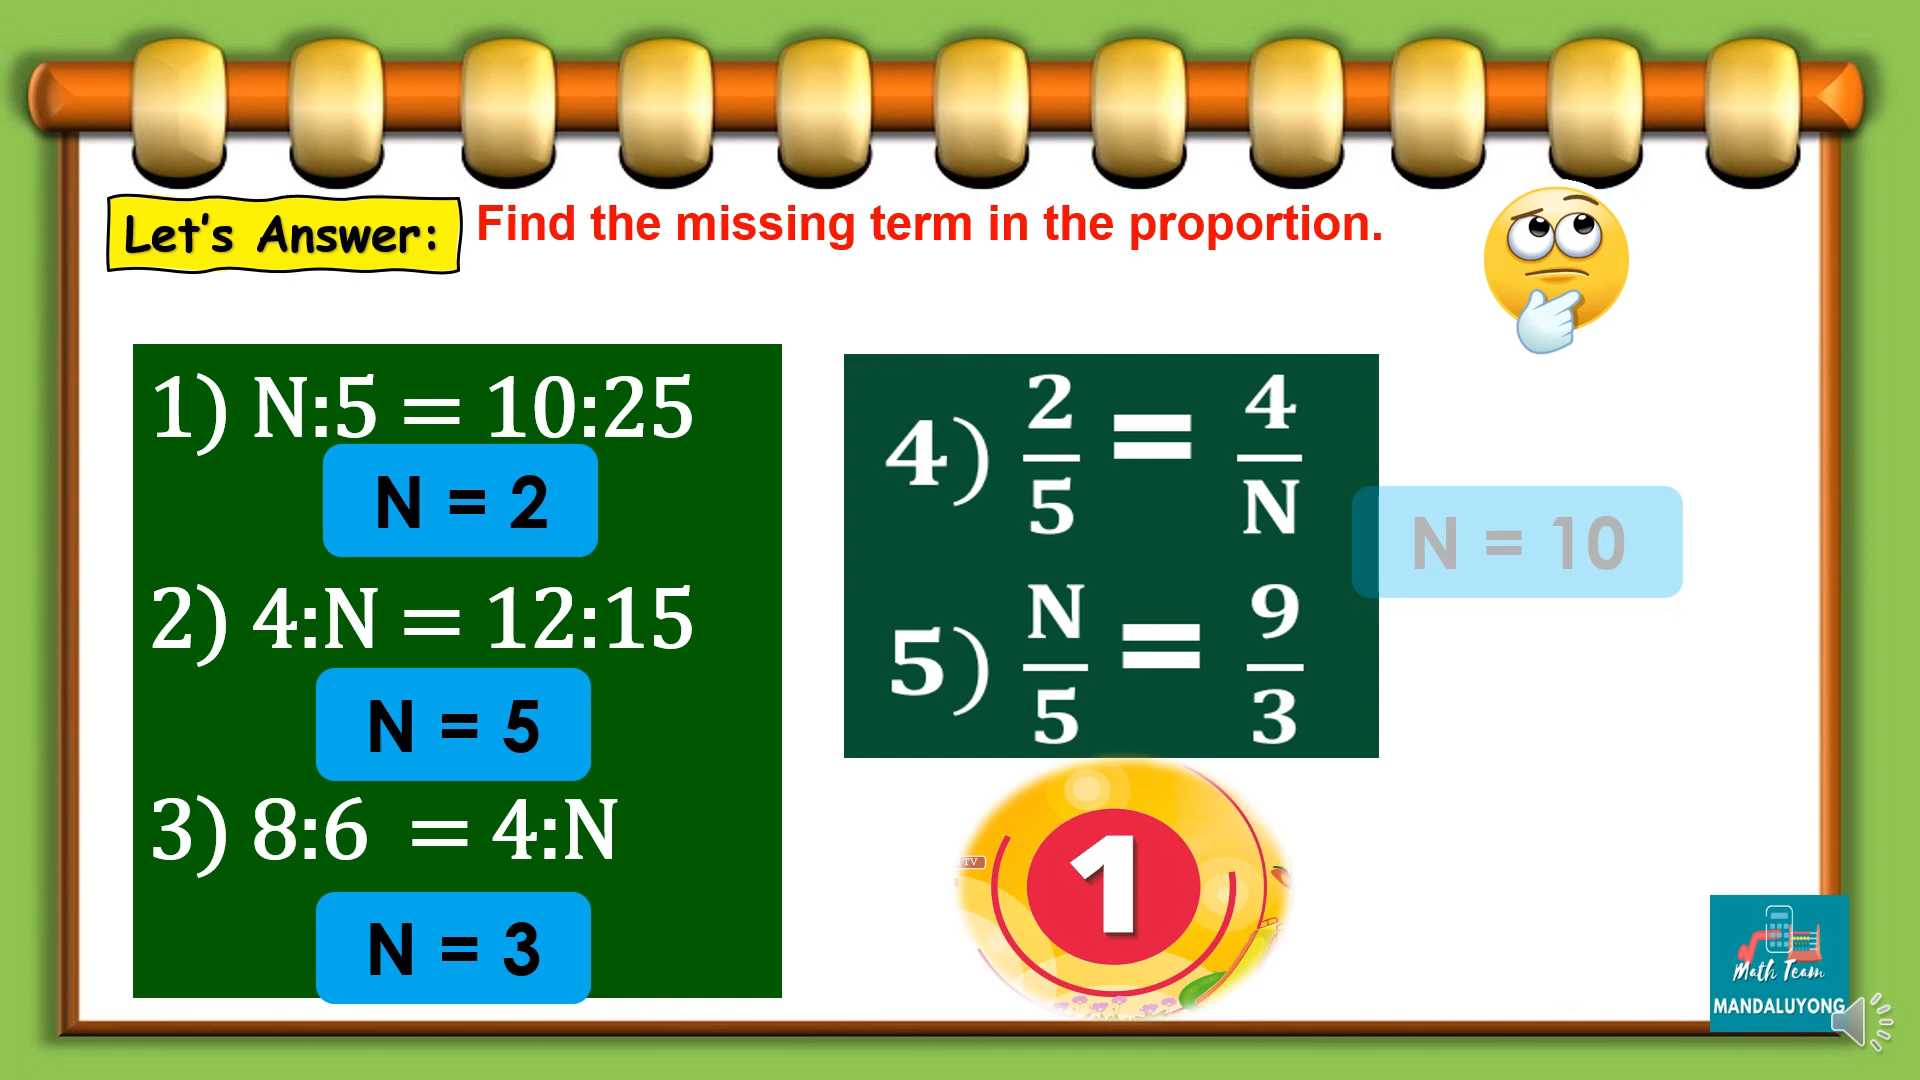 Let's Answer:
Find the missing term in the proportion.
1) N:5 = 10:25
N = 2
2) 4:N = 12:15
N = 5
3) 8:6 = 4:N
N = 3
4) 2/5 = 4/N
N = 10
5) N/5 = 9/3
1
TV
Math Team
MANDALUYONG